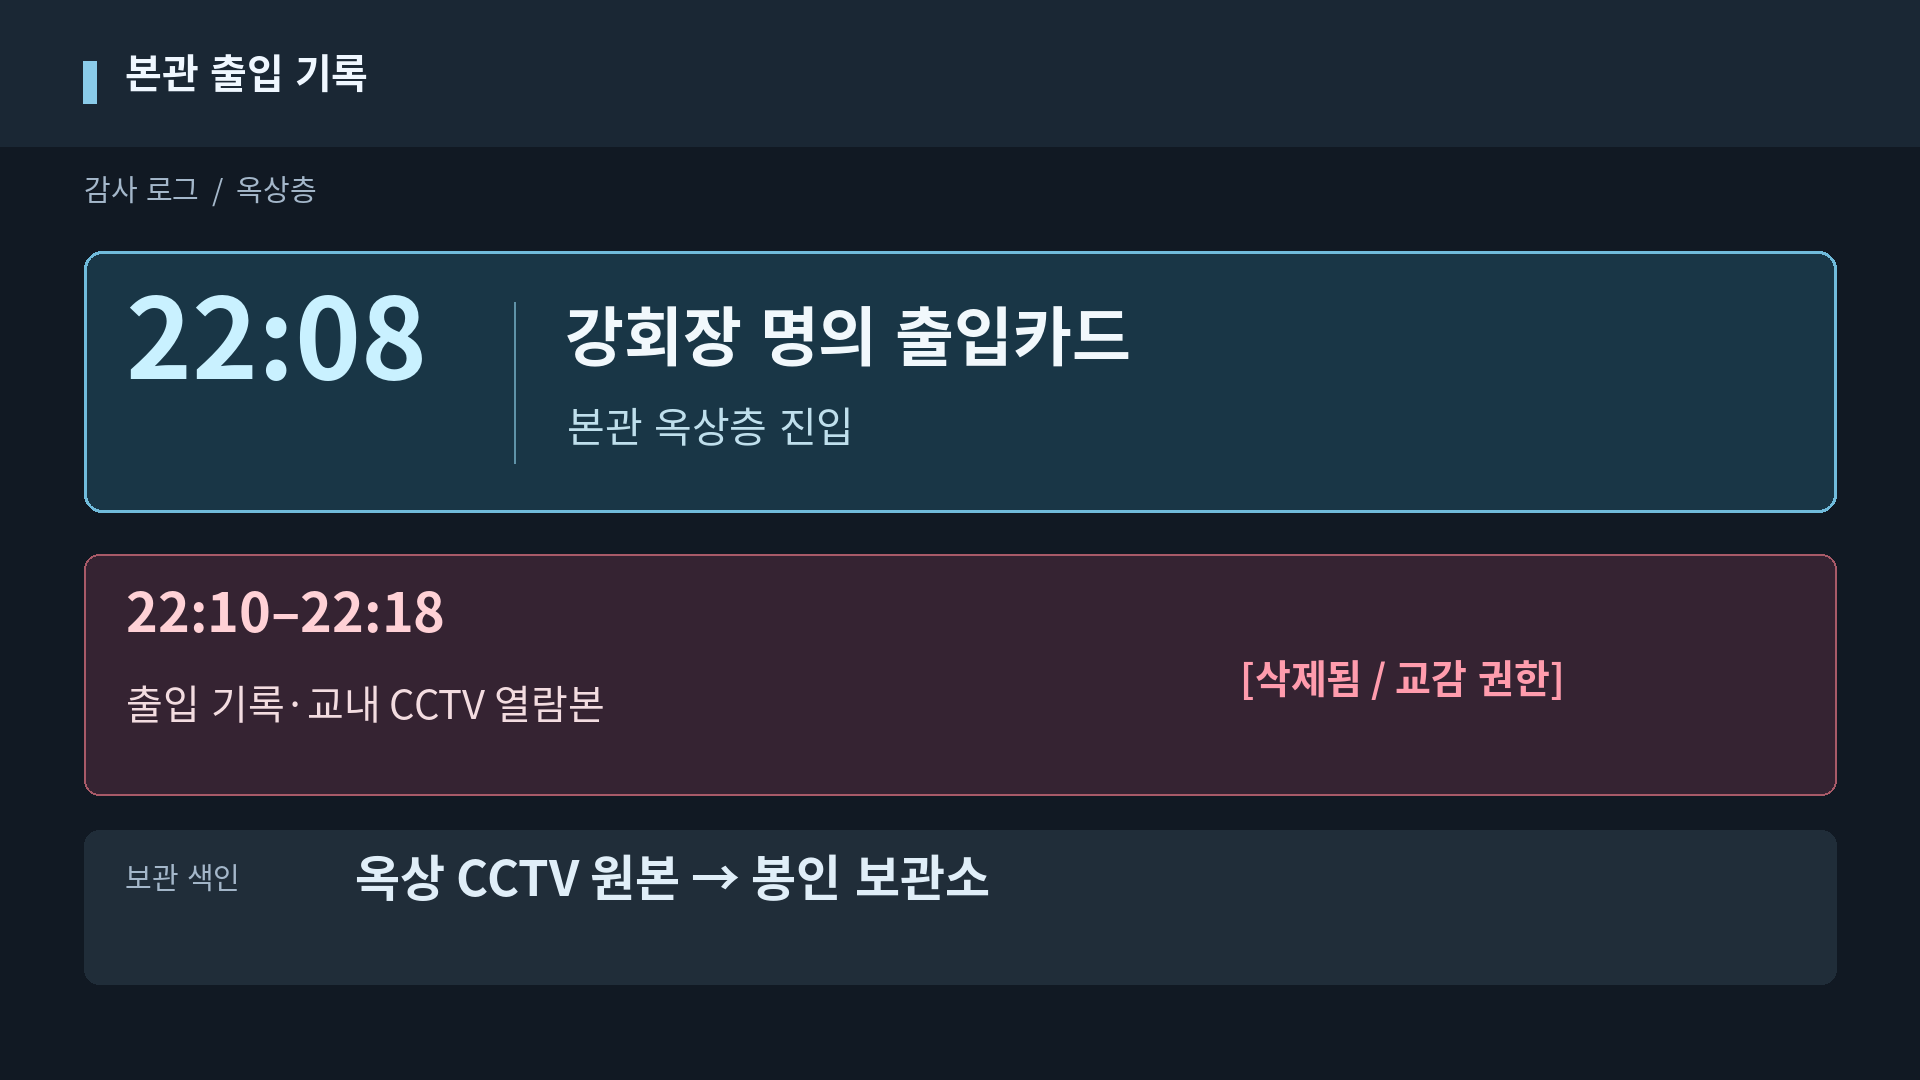 본관 출입 기록
감사 로그 / 옥상층
22:08
강회장 명의 출입카드
본관 옥상층 진입
22:10–22:18
출입 기록·교내 CCTV 열람본
[삭제됨 / 교감 권한]
보관 색인
옥상 CCTV 원본 → 봉인 보관소